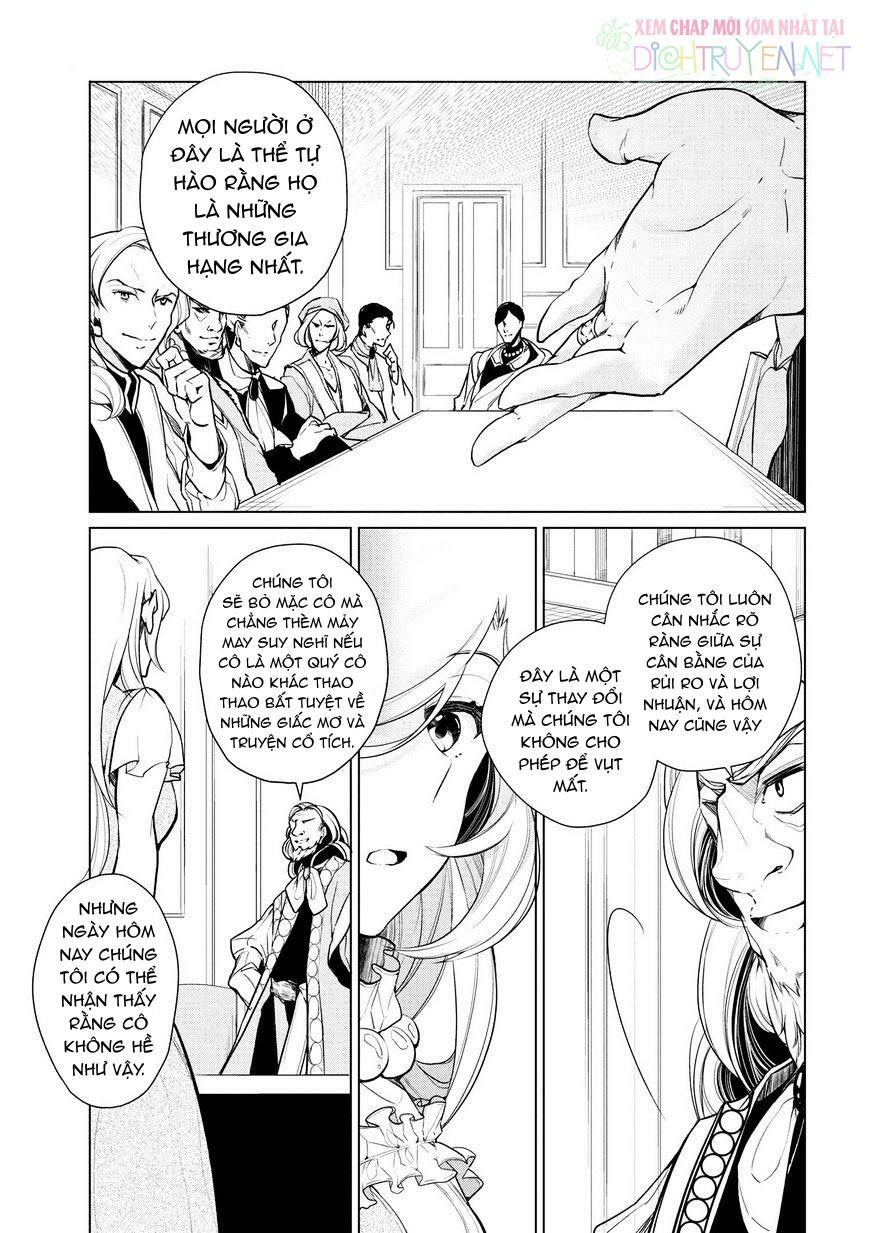 XEM CHAP MỚI SỚM NHẤT TẠI
DICHTRUYEN.NET
MỌI NGƯỜI Ở
ĐÂY LÀ THỂ TỰ
HÀO RẰNG HỌ
LÀ NHỮNG
THƯƠNG GIA
HẠNG NHẤT.
CHÚNG TÔI LUÔN
CÂN NHẮC RÕ
RÀNG GIỮA SỰ
CÂN BẰNG CỦA
RỦI RO VÀ LỢI
NHUẬN, VÀ HÔM
NAY CŨNG VẬY
ĐÂY LÀ MỘT
SỰ THAY ĐỔI
MÀ CHÚNG TÔI
KHÔNG CHO
PHÉP ĐỂ VỤT
MẤT.
CHÚNG TÔI
SẼ BỎ MẶC CÔ MÀ
CHẲNG THÈM MẢY
MAY SUY NGHĨ NẾU
CÔ LÀ MỘT QUÝ CÔ
NÀO KHÁC THAO
THAO BẤT TUYỆT VỀ
NHỮNG GIẤC MƠ VÀ
TRUYỆN CỔ TÍCH.
NHƯNG
NGÀY HÔM
NAY CHÚNG
TÔI CÓ THỂ
NHẬN THẤY
RẰNG CÔ
KHÔNG HỀ
NHƯ VẬY.